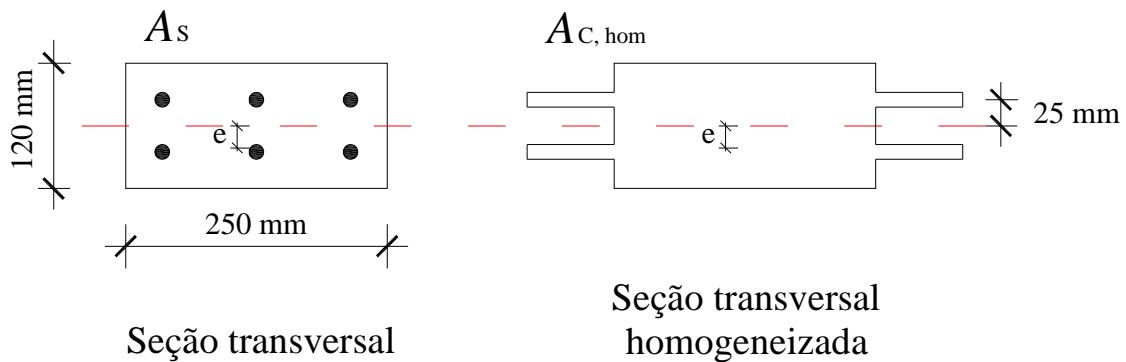 As
AC, hom
120 mm
e
e
25 mm
250 mm
Seção transversal
Seção transversal
homogeneizada